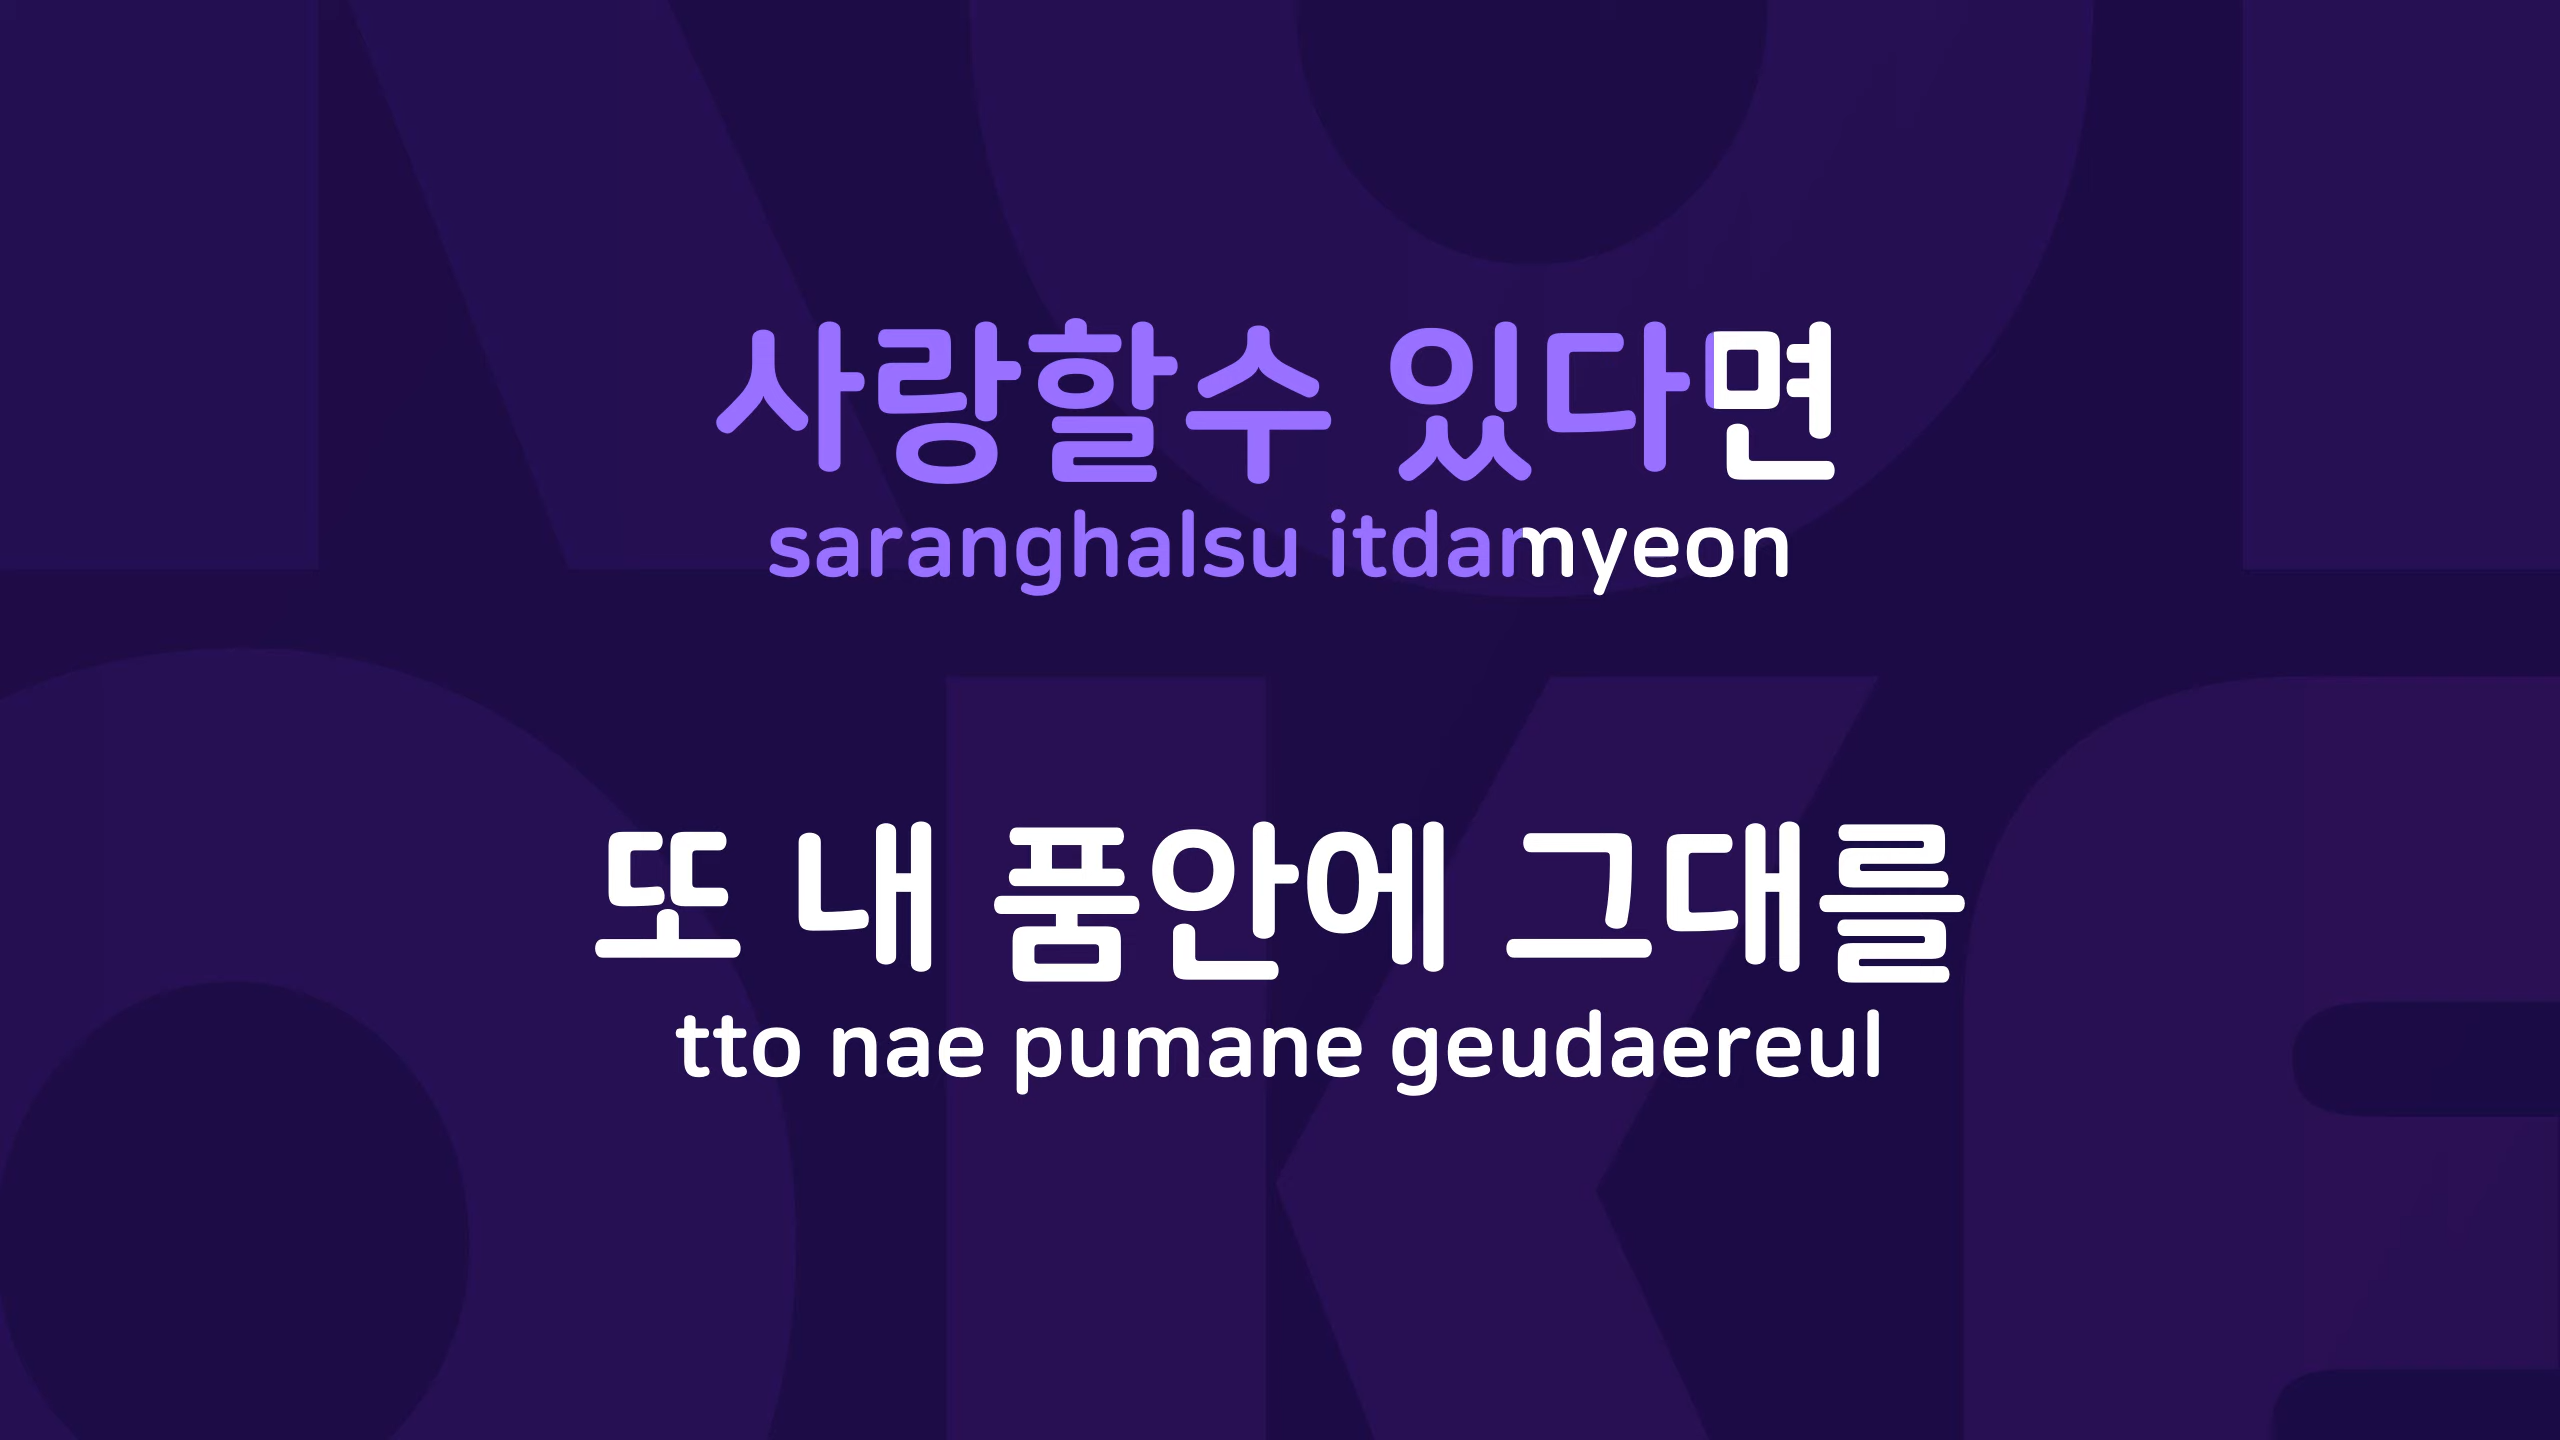 사랑할수 있다면
saranghalsu itdamyeon
또 내 품안에 그대를
tto nae pumane geudaereul